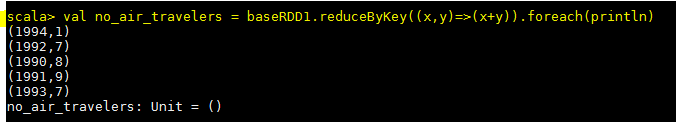 scala> val no_air_travelers = baseRDD1.reduceByKey((x,y)=>(x+y)).foreach(println)
(1994,1)
(1992,7)
(1990,8)
(1991,9)
(1993,7)
no_air_travelers: Unit = ()